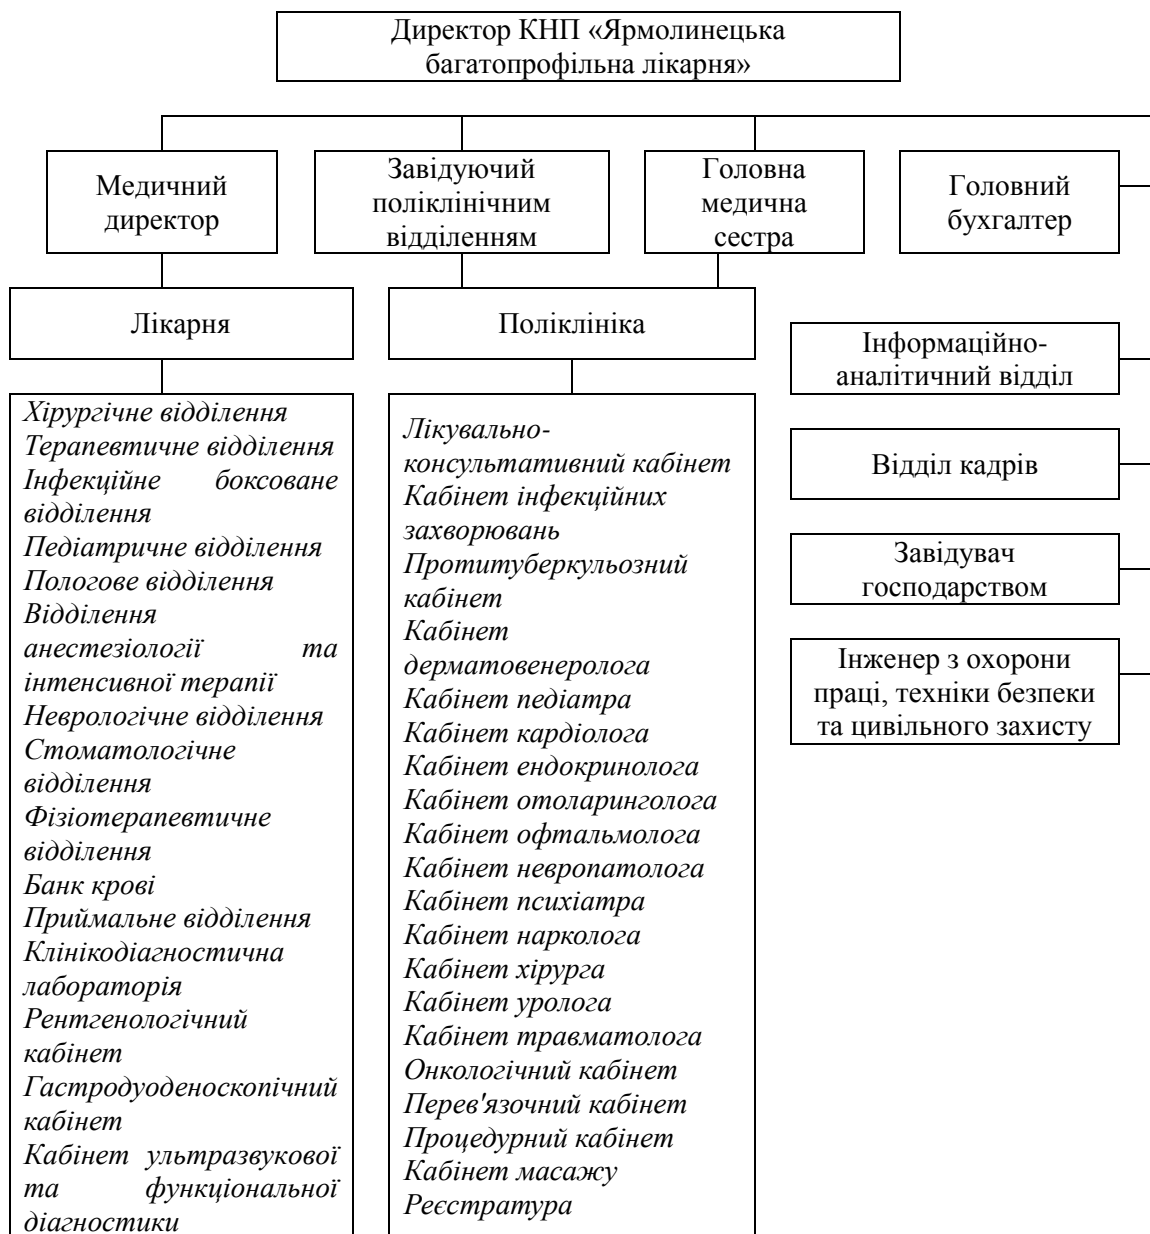 Директор КНП «Ярмолинецька
багатопрофільна лікарня»
Медичний
директор
Завідуючий
поліклінічним
відділенням
Головна
медична
сестра
Головний
бухгалтер
Лікарня
Поліклініка
Інформаційно-
аналітичний відділ
Відділ кадрів
Завідувач
господарством
Інженер з охорони
праці, техніки безпеки
та цивільного захисту
Хірургічне відділення
Терапевтичне відділення
Інфекційне боксоване
відділення
Педіатричне відділення
Пологове відділення
Відділення
анестезіології та
інтенсивної терапії
Неврологічне відділення
Стоматологічне
відділення
Фізіотерапевтичне
відділення
Банк крові
Приймальне відділення
Клінікодіагностична
лабораторія
Рентгенологічний
кабінет
Гастродуоденоскопічний
кабінет
Кабінет ультразвукової
та функціональної
діагностики
Лікувально-
консультативний кабінет
Кабінет інфекційних
захворювань
Протитуберкульозний
кабінет
Кабінет
дерматовенеролога
Кабінет педіатра
Кабінет кардіолога
Кабінет ендокринолога
Кабінет отоларинголога
Кабінет офтальмолога
Кабінет невропатолога
Кабінет психіатра
Кабінет нарколога
Кабінет хірурга
Кабінет уролога
Кабінет травматолога
Онкологічний кабінет
Перев'язочний кабінет
Процедурний кабінет
Кабінет масажу
Реєстратура